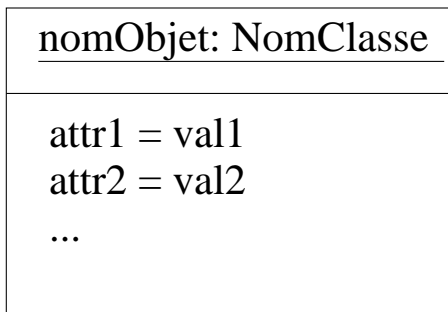 nomObjet: NomClasse
attr1 = val1
attr2 = val2
...